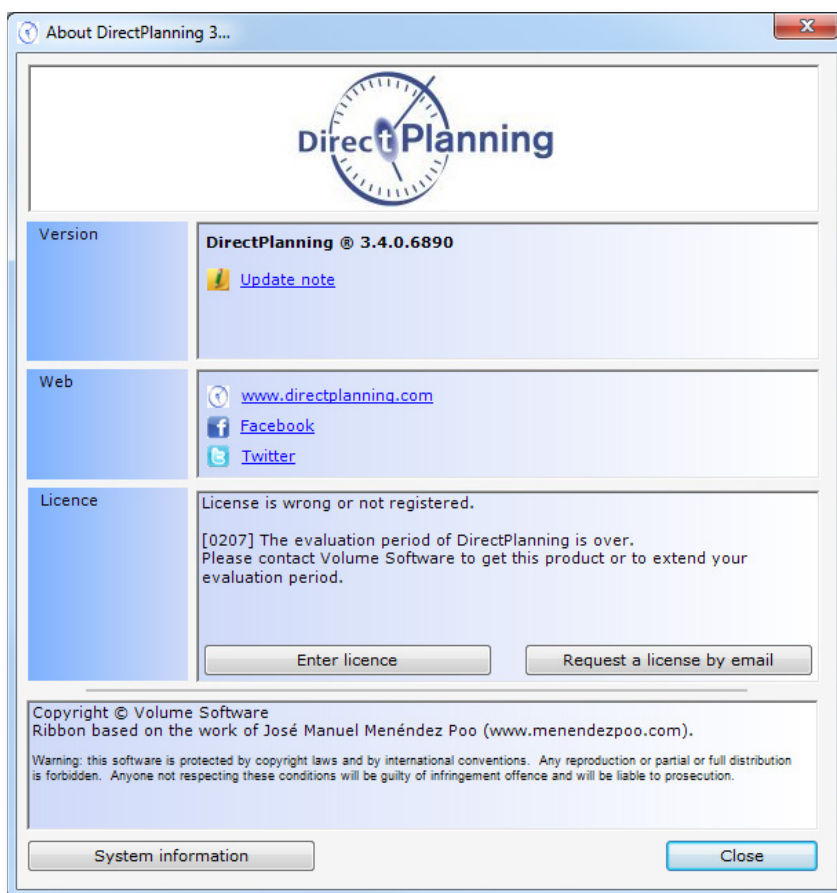 About DirectPlanning 3...
DirectPlanning
Version
DirectPlanning ® 3.4.0.6890
Update note
Web
www.directplanning.com
Facebook
Twitter
Licence
License is wrong or not registered.
[0207] The evaluation period of DirectPlanning is over.
Please contact Volume Software to get this product or to extend your
evaluation period.
Enter licence
Request a license by email
Copyright © Volume Software
Ribbon based on the work of José Manuel Menéndez Poo (www.menendezpoo.com).
Warning: this software is protected by copyright laws and by international conventions. Any reproduction or partial or full distribution
is forbidden. Anyone not respecting these conditions will be guilty of infringement offence and will be liable to prosecution.
System information
Close